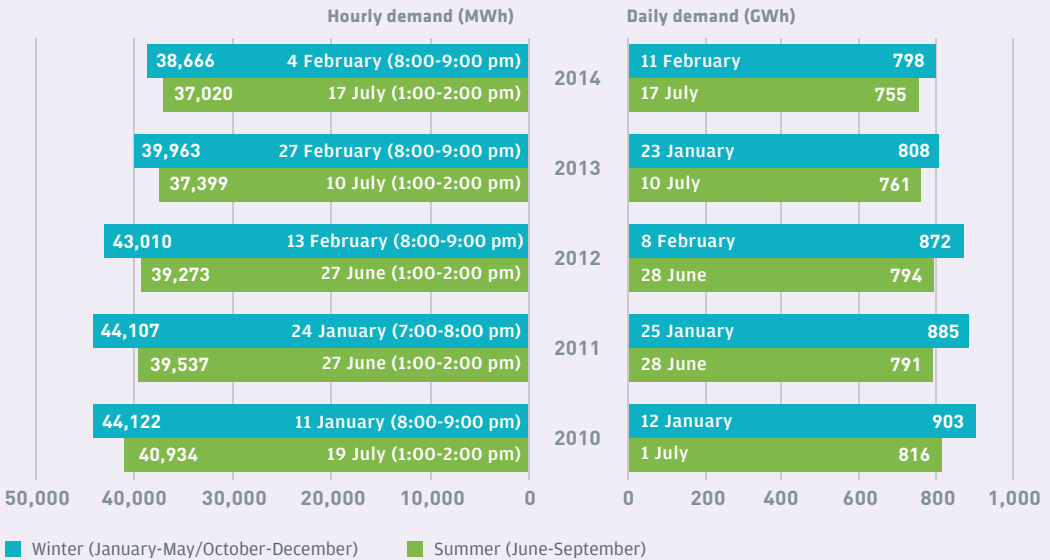 Hourly demand (MWh) Daily demand (GWh)
38,666 4 February (8:00-9:00 pm) 11 February 798
2014
37,020 17 July (1:00-2:00 pm) 17 July 755
39,963 27 February (8:00-9:00 pm) 23 January 808
2013
37,399 10 July (1:00-2:00 pm) 10 July 761
43,010 13 February (8:00-9:00 pm) 8 February 872
2012
39,273 27 June (1:00-2:00 pm) 28 June 794
44,107 24 January (7:00-8:00 pm) 25 January 885
2011
39,537 27 June (1:00-2:00 pm) 28 June 791
44,122 11 January (8:00-9:00 pm) 12 January 903
2010
40,934 19 July (1:00-2:00 pm) 1 July 816
50,000 40,000 30,000 20,000 10,000 0 0 200 400 600 800 1,000
Winter (January-May/October-December) Summer (June-September)